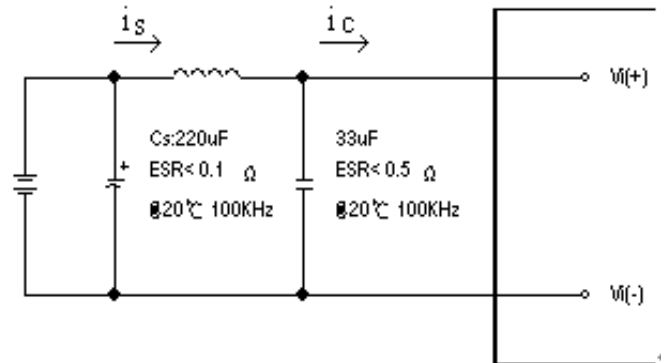 is
ic
Vi(+)
Cs:220uF
ESR<0.1 Ω
@20℃ 100KHz
33uF
ESR<0.5 Ω
@20℃ 100KHz
+
Vi(-)